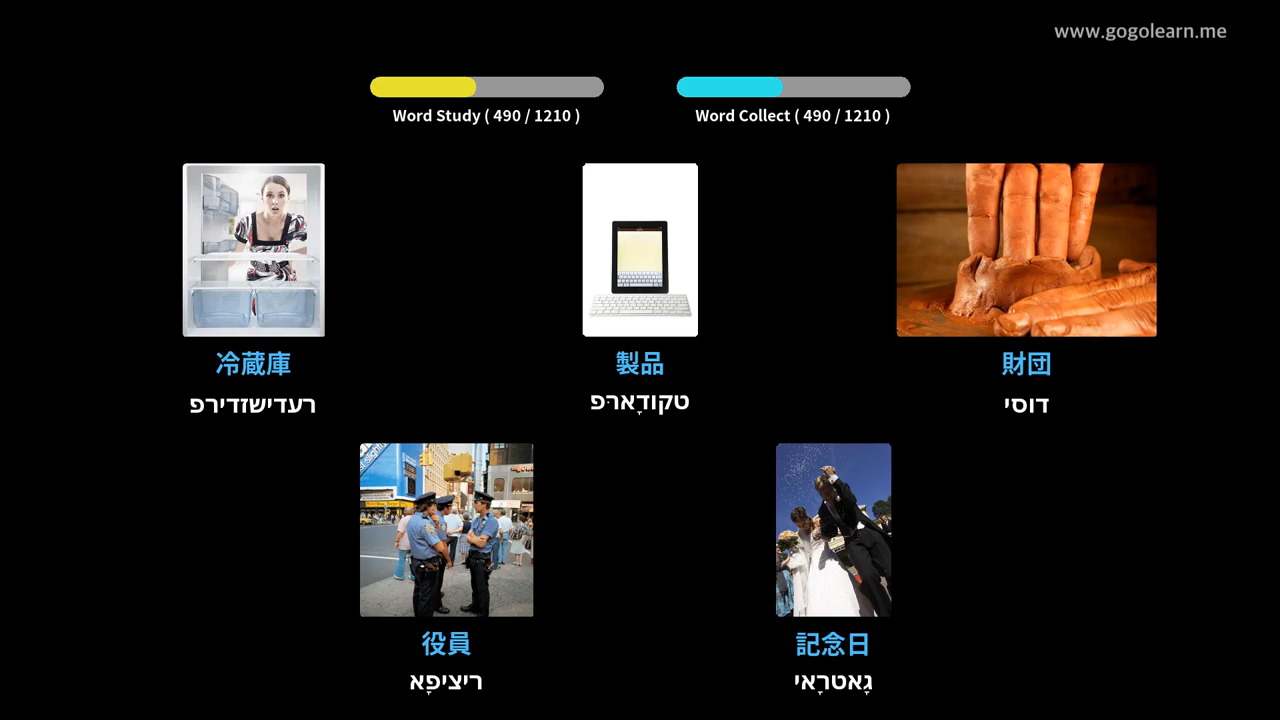 www.gogolearn.me
Word Study ( 490 / 1210 )
Word Collect ( 490 / 1210 )
冷蔵庫
רעדישזדירפ
製品
טקודָארּפ
財団
דוסי
役員
ריציפָא
記念日
גָאטרָאי